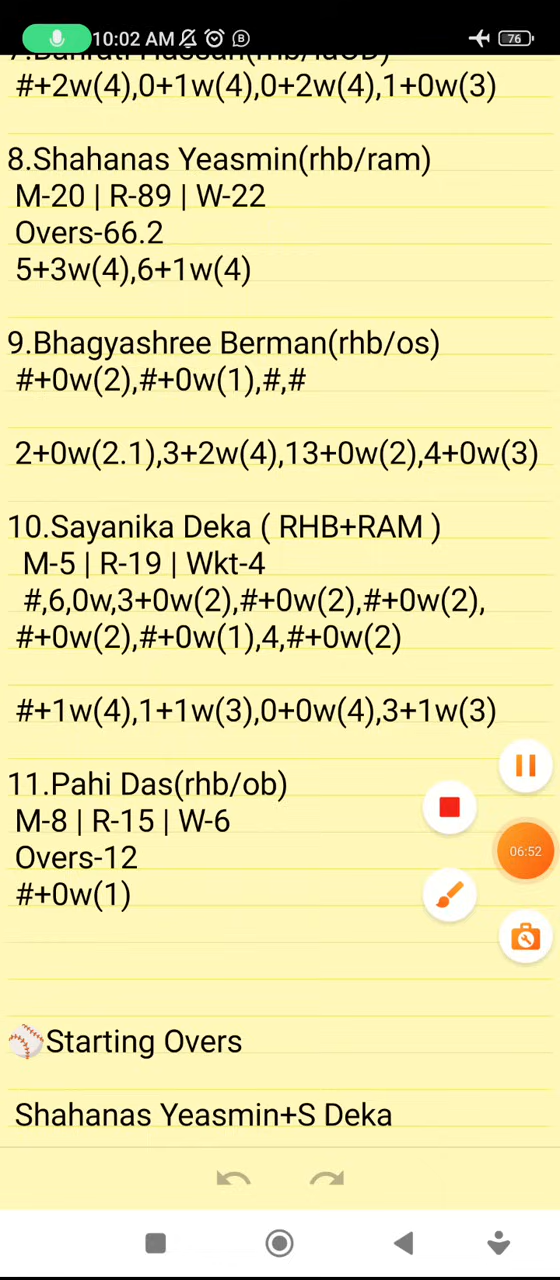 10:02 AM
76
#+2w(4),0+1w(4),0+2w(4),1+0w(3)
8.Shahanas Yeasmin(rhb/ram)
M-20 | R-89 | W-22
Overs-66.2
5+3w(4),6+1w(4)
9.Bhagyashree Berman(rhb/os)
#+0w(2),#+0w(1),#,#
2+0w(2.1),3+2w(4),13+0w(2),4+0w(3)
10.Sayanika Deka ( RHB+RAM )
M-5 | R-19 | Wkt-4
#,6,0w,3+0w(2),#+0w(2),#+0w(2),
#+0w(2),#+0w(1),4,#+0w(2)
#+1w(4),1+1w(3),0+0w(4),3+1w(3)
11.Pahi Das(rhb/ob)
M-8 | R-15 | W-6
Overs-12
06:52
#+0w(1)
Starting Overs
Shahanas Yeasmin+S Deka